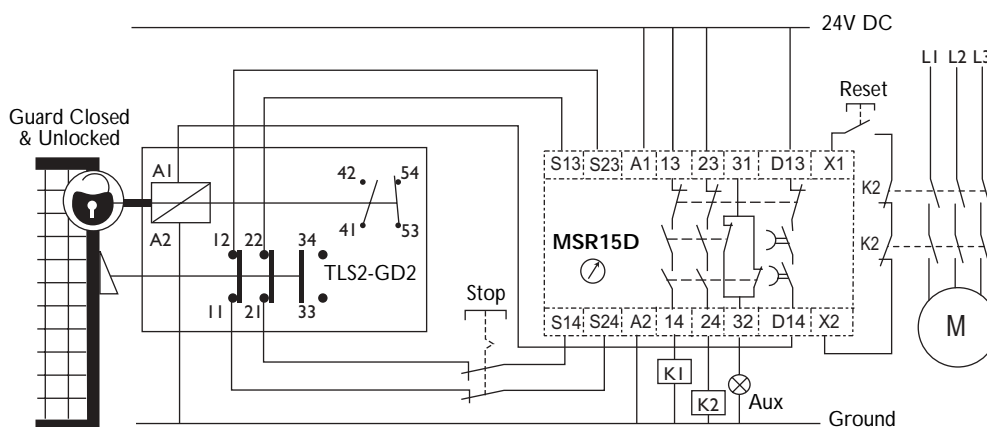 24V DC
L1 L2 L3
Reset
Guard Closed
& Unlocked
A1
42 54
S13 S23 A1 13 23 31 D13 X1
K2
A2
41 53
12 22 34
TLS2-GD2
MSR15D
K2
11 21 33
Stop
S14 S24 A2 14 24 32 D14 X2
M
K1
K2
Aux
Ground